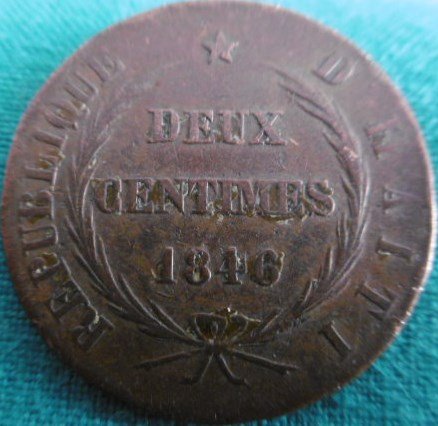 REPUBLIQUE D HAITI
DEUX
CENTIMES
1846